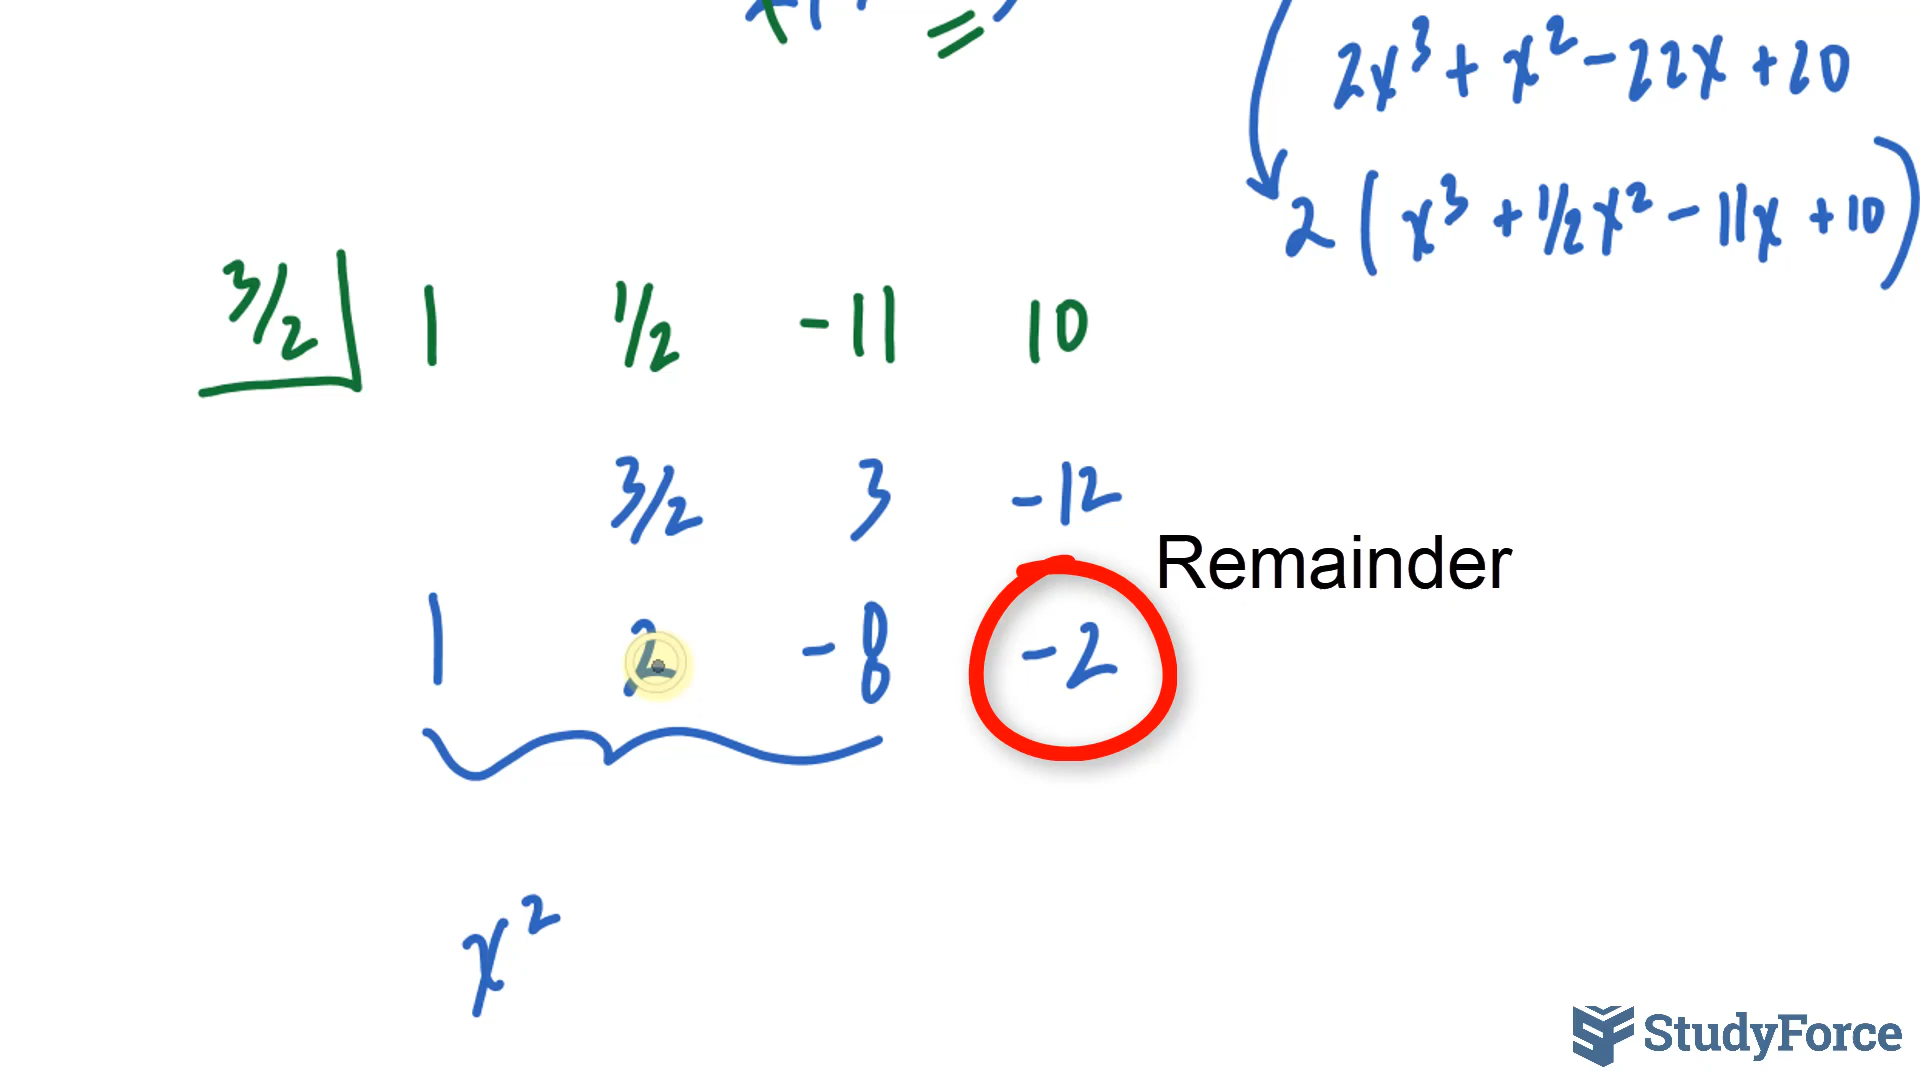 2x³ + x² - 22x + 20
2 ( x³ + 1/2x² - 11x + 10 )
3/2 1 1/2 -11 10
3/2 3 -12
Remainder
1 2 -8 -2
x²
StudyForce